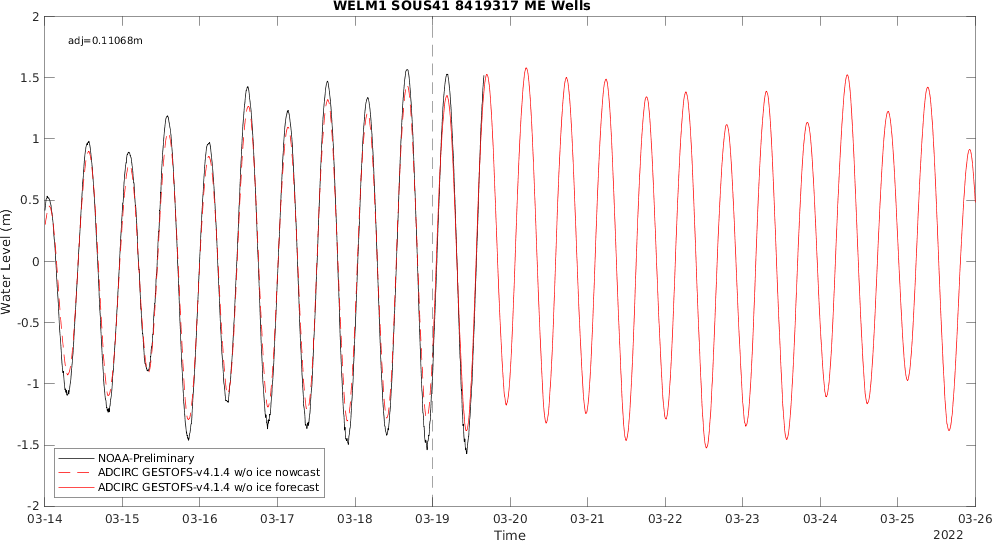 WELM1 SOUS41 8419317 ME Wells
adj=0.11068m
2
1.5
1
0.5
0
-0.5
-1
-1.5
-2
Water Level (m)
NOAA-Preliminary
ADCIRC GESTOFS-v4.1.4 w/o ice nowcast
ADCIRC GESTOFS-v4.1.4 w/o ice forecast
03-14 03-15 03-16 03-17 03-18 03-19 03-20 03-21 03-22 03-23 03-24 03-25 03-26
Time
2022